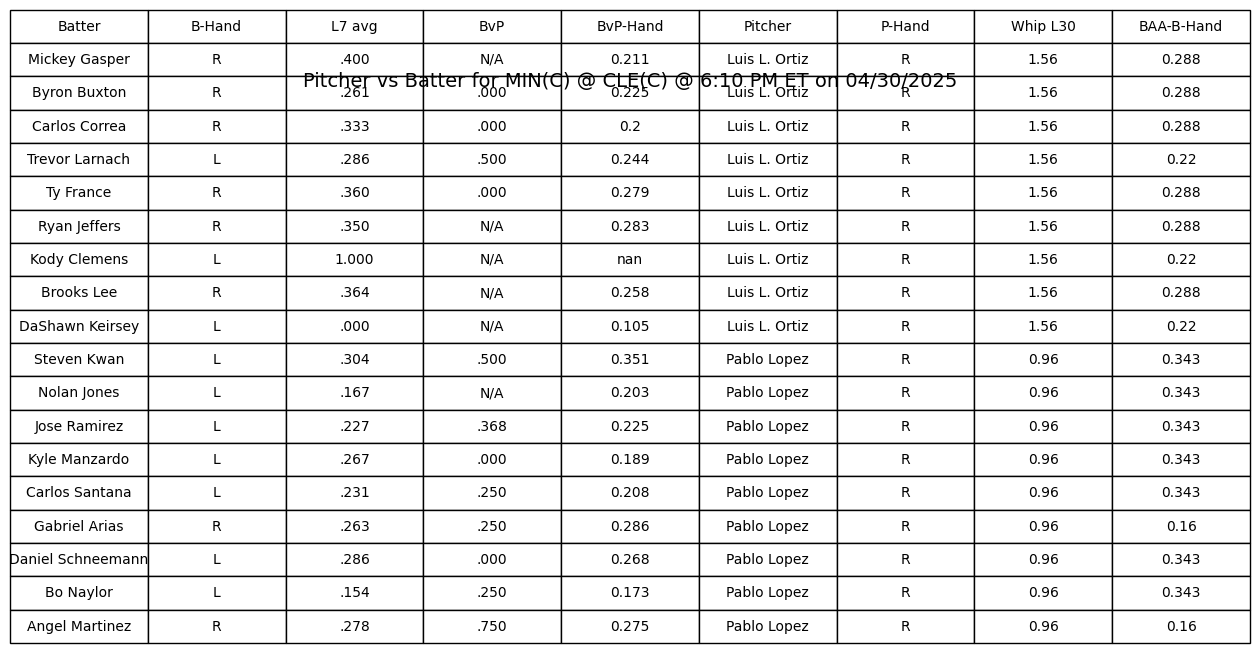 Batter B-Hand L7 avg BvP BvP-Hand Pitcher P-Hand Whip L30 BAA-B-Hand
Mickey Gasper R .400 N/A 0.211 Luis L. Ortiz R 1.56 0.288
Pitcher vs Batter for MIN(C) @ CLE(C) @ 6:10 PM ET on 04/30/2025
Byron Buxton R .261 .000 0.225 Luis L. Ortiz R 1.56 0.288
Carlos Correa R .333 .000 0.2 Luis L. Ortiz R 1.56 0.288
Trevor Larnach L .286 .500 0.244 Luis L. Ortiz R 1.56 0.22
Ty France R .360 .000 0.279 Luis L. Ortiz R 1.56 0.288
Ryan Jeffers R .350 N/A 0.283 Luis L. Ortiz R 1.56 0.288
Kody Clemens L 1.000 N/A nan Luis L. Ortiz R 1.56 0.22
Brooks Lee R .364 N/A 0.258 Luis L. Ortiz R 1.56 0.288
DaShawn Keirsey L .000 N/A 0.105 Luis L. Ortiz R 1.56 0.22
Steven Kwan L .304 .500 0.351 Pablo Lopez R 0.96 0.343
Nolan Jones L .167 N/A 0.203 Pablo Lopez R 0.96 0.343
Jose Ramirez L .227 .368 0.225 Pablo Lopez R 0.96 0.343
Kyle Manzardo L .267 .000 0.189 Pablo Lopez R 0.96 0.343
Carlos Santana L .231 .250 0.208 Pablo Lopez R 0.96 0.343
Gabriel Arias R .263 .250 0.286 Pablo Lopez R 0.96 0.16
Daniel Schneemann L .286 .000 0.268 Pablo Lopez R 0.96 0.343
Bo Naylor L .154 .250 0.173 Pablo Lopez R 0.96 0.343
Angel Martinez R .278 .750 0.275 Pablo Lopez R 0.96 0.16